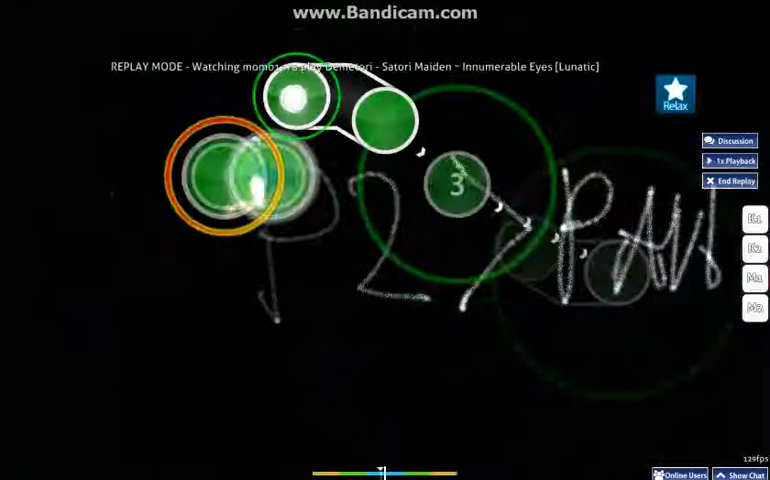 www.Bandicam.com
REPLAY MODE - Watching play Demetori - Satori Maiden ~ Innumerable Eyes [Lunatic]
Relax
Discussion
1x Playback
End Replay
3
K1
K2
M1
M2
129fps
Online Users
Show Chat